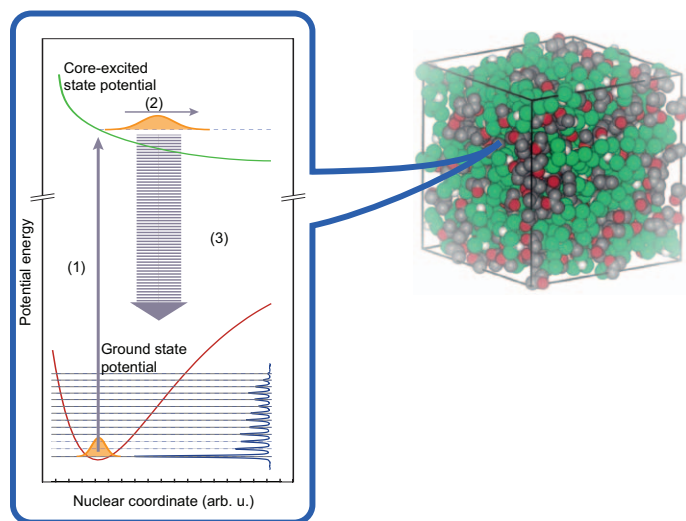 Core-excited
state potential
(2)
(1)
(3)
Potential energy
Ground state
potential
Nuclear coordinate (arb. u.)